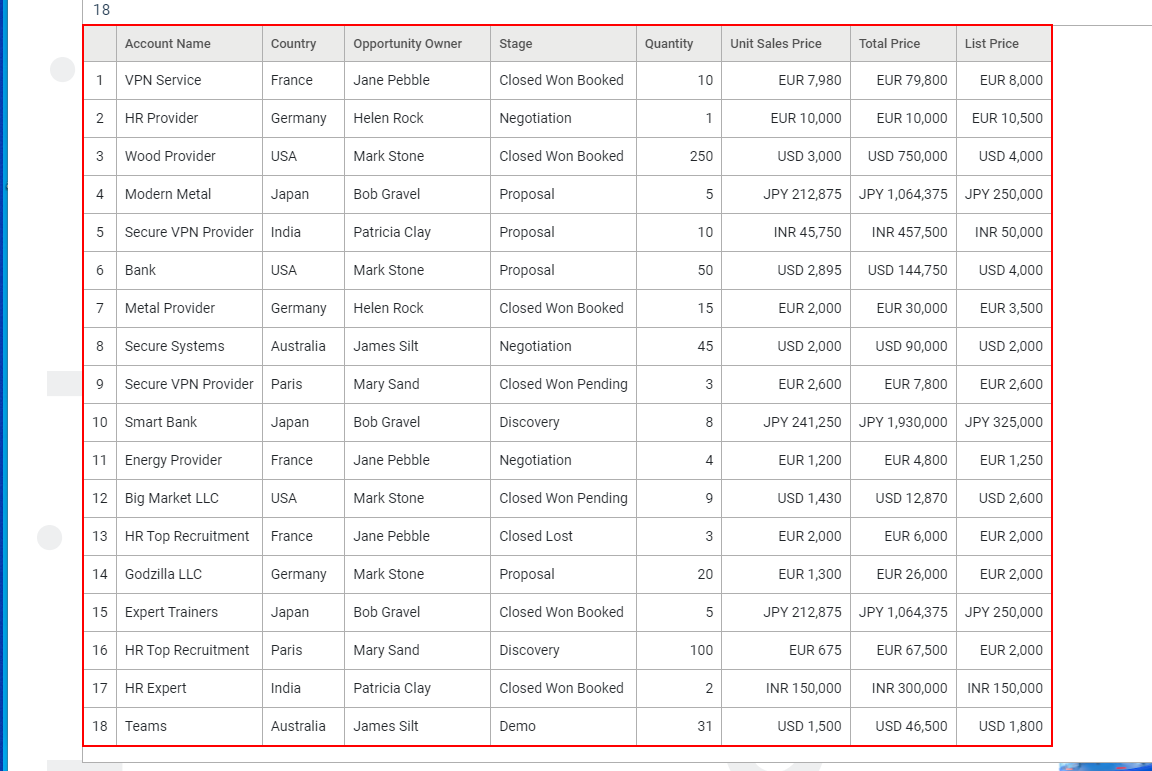 18
Account Name Country Opportunity Owner Stage Quantity Unit Sales Price Total Price List Price
1 VPN Service France Jane Pebble Closed Won Booked 10 EUR 7,980 EUR 79,800 EUR 8,000
2 HR Provider Germany Helen Rock Negotiation 1 EUR 10,000 EUR 10,000 EUR 10,500
3 Wood Provider USA Mark Stone Closed Won Booked 250 USD 3,000 USD 750,000 USD 4,000
4 Modern Metal Japan Bob Gravel Proposal 5 JPY 212,875 JPY 1,064,375 JPY 250,000
5 Secure VPN Provider India Patricia Clay Proposal 10 INR 45,750 INR 457,500 INR 50,000
6 Bank USA Mark Stone Proposal 50 USD 2,895 USD 144,750 USD 4,000
7 Metal Provider Germany Helen Rock Closed Won Booked 15 EUR 2,000 EUR 30,000 EUR 3,500
8 Secure Systems Australia James Silt Negotiation 45 USD 2,000 USD 90,000 USD 2,000
9 Secure VPN Provider Paris Mary Sand Closed Won Pending 3 EUR 2,600 EUR 7,800 EUR 2,600
10 Smart Bank Japan Bob Gravel Discovery 8 JPY 241,250 JPY 1,930,000 JPY 325,000
11 Energy Provider France Jane Pebble Negotiation 4 EUR 1,200 EUR 4,800 EUR 1,250
12 Big Market LLC USA Mark Stone Closed Won Pending 9 USD 1,430 USD 12,870 USD 2,600
13 HR Top Recruitment France Jane Pebble Closed Lost 3 EUR 2,000 EUR 6,000 EUR 2,000
14 Godzilla LLC Germany Mark Stone Proposal 20 EUR 1,300 EUR 26,000 EUR 2,000
15 Expert Trainers Japan Bob Gravel Closed Won Booked 5 JPY 212,875 JPY 1,064,375 JPY 250,000
16 HR Top Recruitment Paris Mary Sand Discovery 100 EUR 675 EUR 67,500 EUR 2,000
17 HR Expert India Patricia Clay Closed Won Booked 2 INR 150,000 INR 300,000 INR 150,000
18 Teams Australia James Silt Demo 31 USD 1,500 USD 46,500 USD 1,800